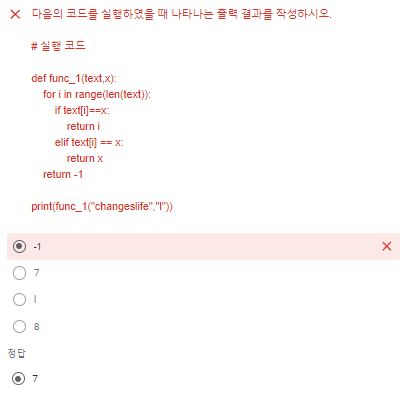 다음의 코드를 실행하였을 때 나타나는 출력 결과를 작성하시오.
# 실행 코드
def func_1(text,x):
for i in range(len(text)):
if text[i]==x:
return i
elif text[i] == x:
return x
return -1
print(func_1("changeslife","l"))
-1
7
l
8
정답
7